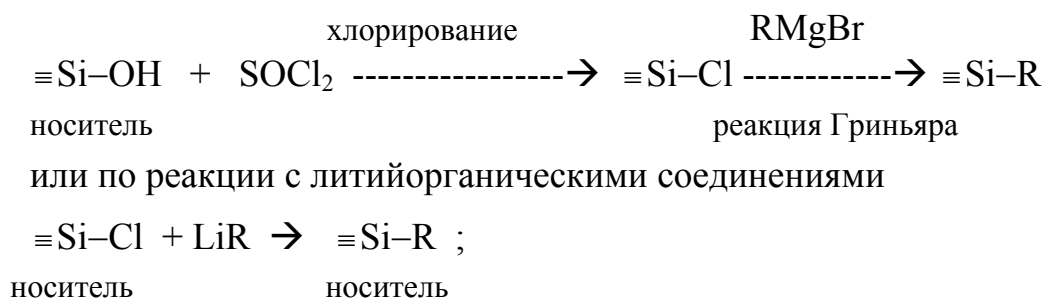 хлорирование RMgBr
≡Si–OH + SOCl₂ -----------------→ ≡Si–Cl ------------→ ≡Si–R
носитель реакция Гриньяра
или по реакции с литийорганическими соединениями
≡Si–Cl + LiR → ≡Si–R ;
носитель носитель